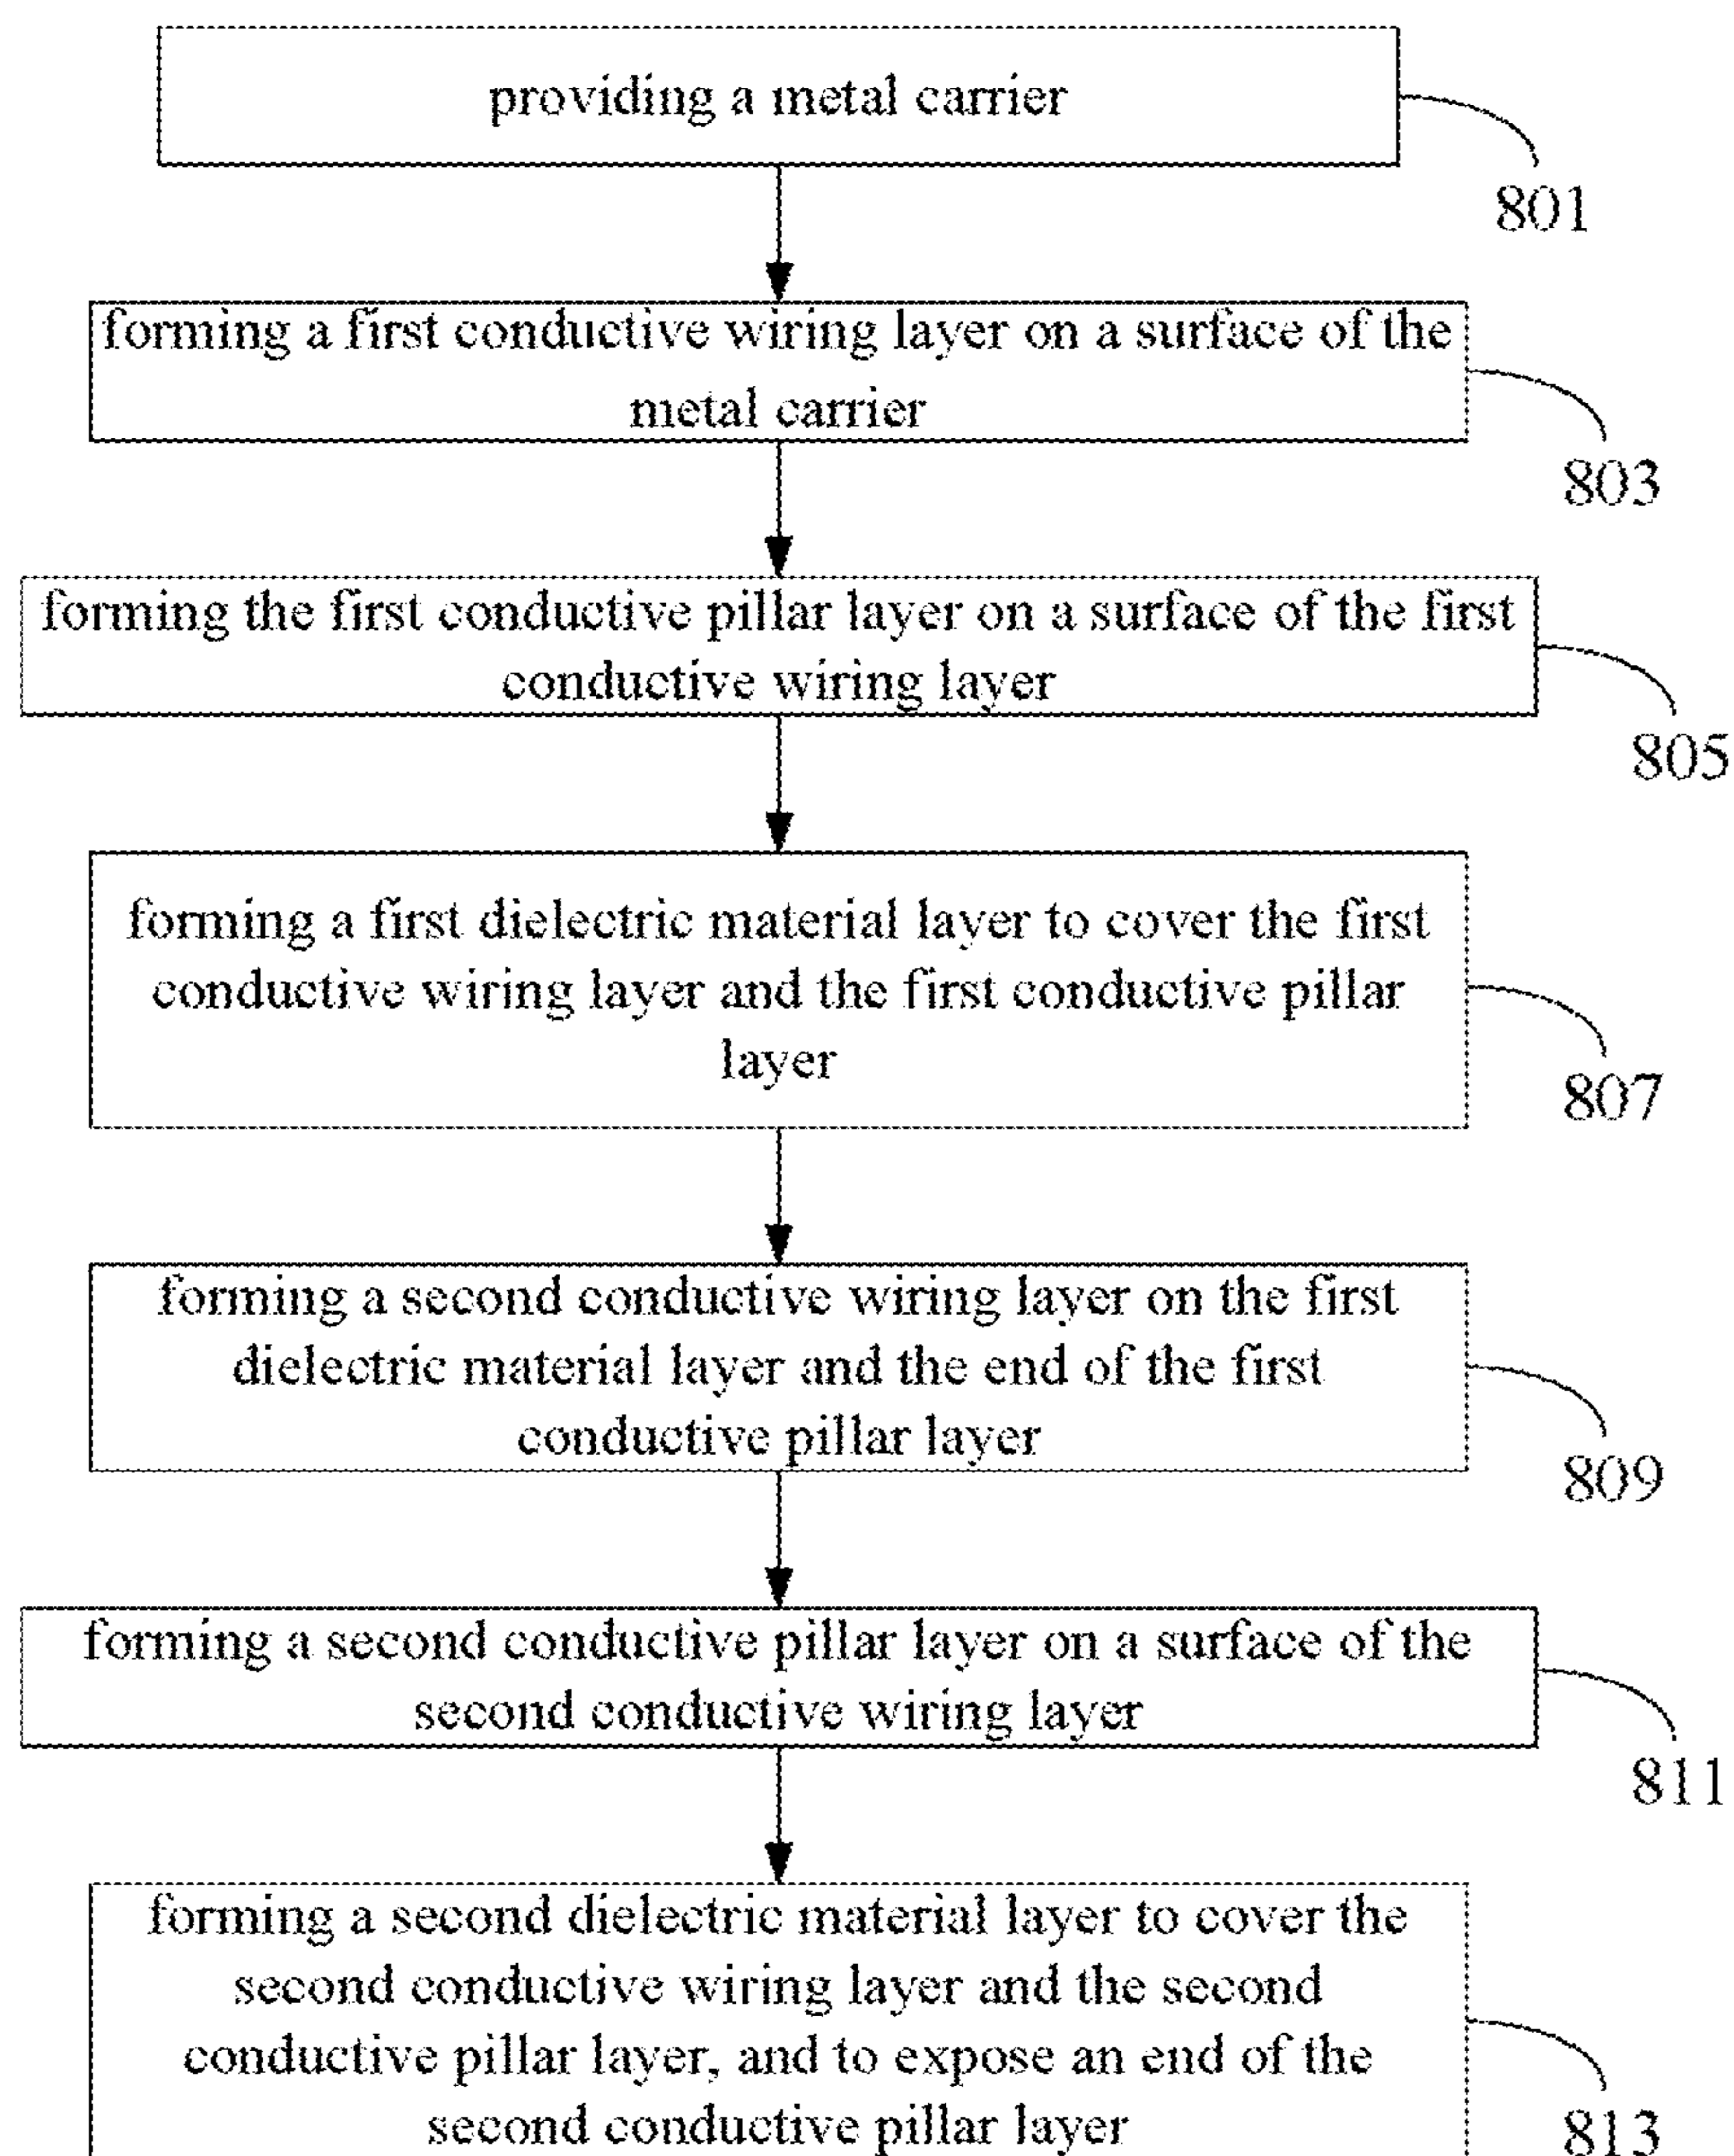 providing a metal carrier
801
forming a first conductive wiring layer on a surface of the
metal carrier
803
forming the first conductive pillar layer on a surface of the first
conductive wiring layer
805
forming a first dielectric material layer to cover the first
conductive wiring layer and the first conductive pillar
layer
807
forming a second conductive wiring layer on the first
dielectric material layer and the end of the first
conductive pillar layer
809
forming a second conductive pillar layer on a surface of the
second conductive wiring layer
811
forming a second dielectric material layer to cover the
second conductive wiring layer and the second
conductive pillar layer, and to expose an end of the
second conductive pillar layer
813